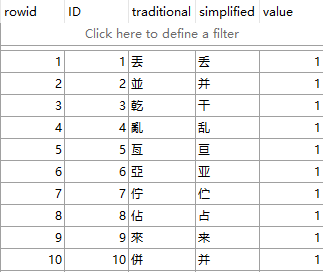 rowid ID traditional simplified value
Click here to define a filter
1 1 丟 丢 1
2 2 並 并 1
3 3 乾 干 1
4 4 亂 乱 1
5 5 亙 亘 1
6 6 亞 亚 1
7 7 佇 伫 1
8 8 佔 占 1
9 9 來 来 1
10 10 併 并 1